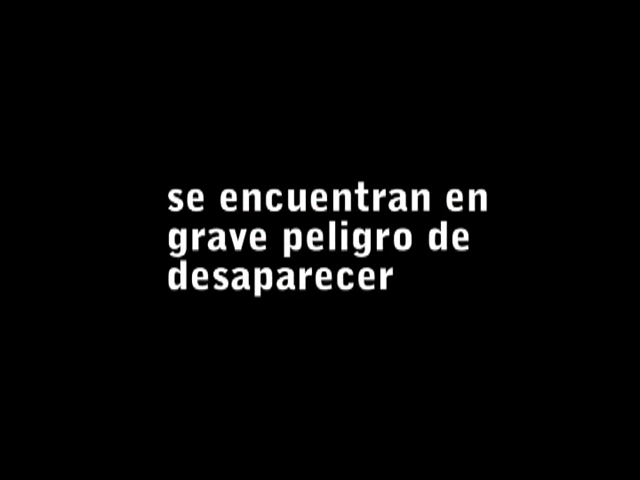 se encuentran en
grave peligro de
desaparecer